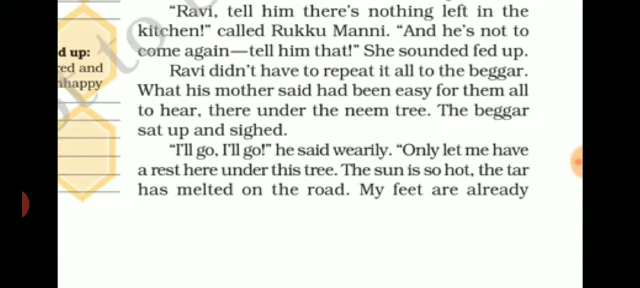 "Ravi, tell him there's nothing left in the
kitchen!" called Rukku Manni. "And he's not to
come again—tell him that!" She sounded fed up.
Ravi didn't have to repeat it all to the beggar.
What his mother said had been easy for them all
to hear, there under the neem tree. The beggar
sat up and sighed.
"I'll go, I'll go!" he said wearily. "Only let me have
a rest here under this tree. The sun is so hot, the tar
has melted on the road. My feet are already
d up:
red and
happy